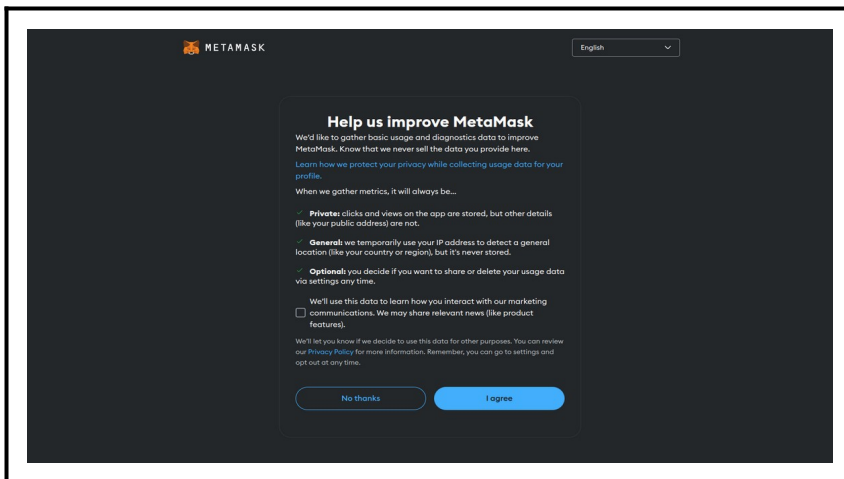 METAMASK
English
Help us improve MetaMask
We'd like to gather basic usage and diagnostics data to improve
MetaMask. Know that we never sell the data you provide here.
Learn how we protect your privacy while collecting usage data for your
profile.
When we gather metrics, it will always be...
Private: clicks and views on the app are stored, but other details
(like your public address) are not.
General: we temporarily use your IP address to detect a general
location (like your country or region), but it's never stored.
Optional: you decide if you want to share or delete your usage data
via settings any time.
We'll use this data to learn how you interact with our marketing
communications. We may share relevant news (like product
features).
We'll let you know if we decide to use this data for other purposes. You can review
our Privacy Policy for more information. Remember, you can go to settings and
opt out at any time.
No thanks
I agree